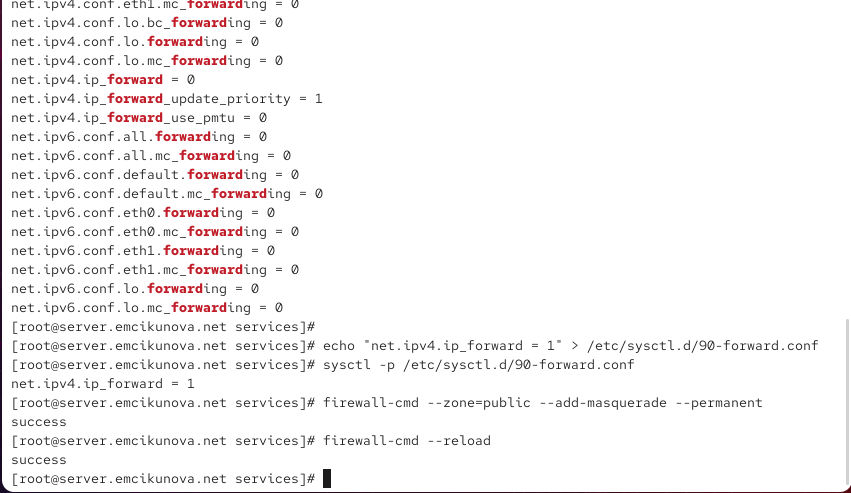 net.ipv4.conf.eth1.mc_forwarding = 0
net.ipv4.conf.lo.bc_forwarding = 0
net.ipv4.conf.lo.forwarding = 0
net.ipv4.conf.lo.mc_forwarding = 0
net.ipv4.ip_forward = 0
net.ipv4.ip_forward_update_priority = 1
net.ipv4.ip_forward_use_pmtu = 0
net.ipv6.conf.all.forwarding = 0
net.ipv6.conf.all.mc_forwarding = 0
net.ipv6.conf.default.forwarding = 0
net.ipv6.conf.default.mc_forwarding = 0
net.ipv6.conf.eth0.forwarding = 0
net.ipv6.conf.eth0.mc_forwarding = 0
net.ipv6.conf.eth1.forwarding = 0
net.ipv6.conf.eth1.mc_forwarding = 0
net.ipv6.conf.lo.forwarding = 0
net.ipv6.conf.lo.mc_forwarding = 0
[root@server.emcikunova.net services]#
[root@server.emcikunova.net services]# echo "net.ipv4.ip_forward = 1" > /etc/sysctl.d/90-forward.conf
[root@server.emcikunova.net services]# sysctl -p /etc/sysctl.d/90-forward.conf
net.ipv4.ip_forward = 1
[root@server.emcikunova.net services]# firewall-cmd --zone=public --add-masquerade --permanent
success
[root@server.emcikunova.net services]# firewall-cmd --reload
success
[root@server.emcikunova.net services]#